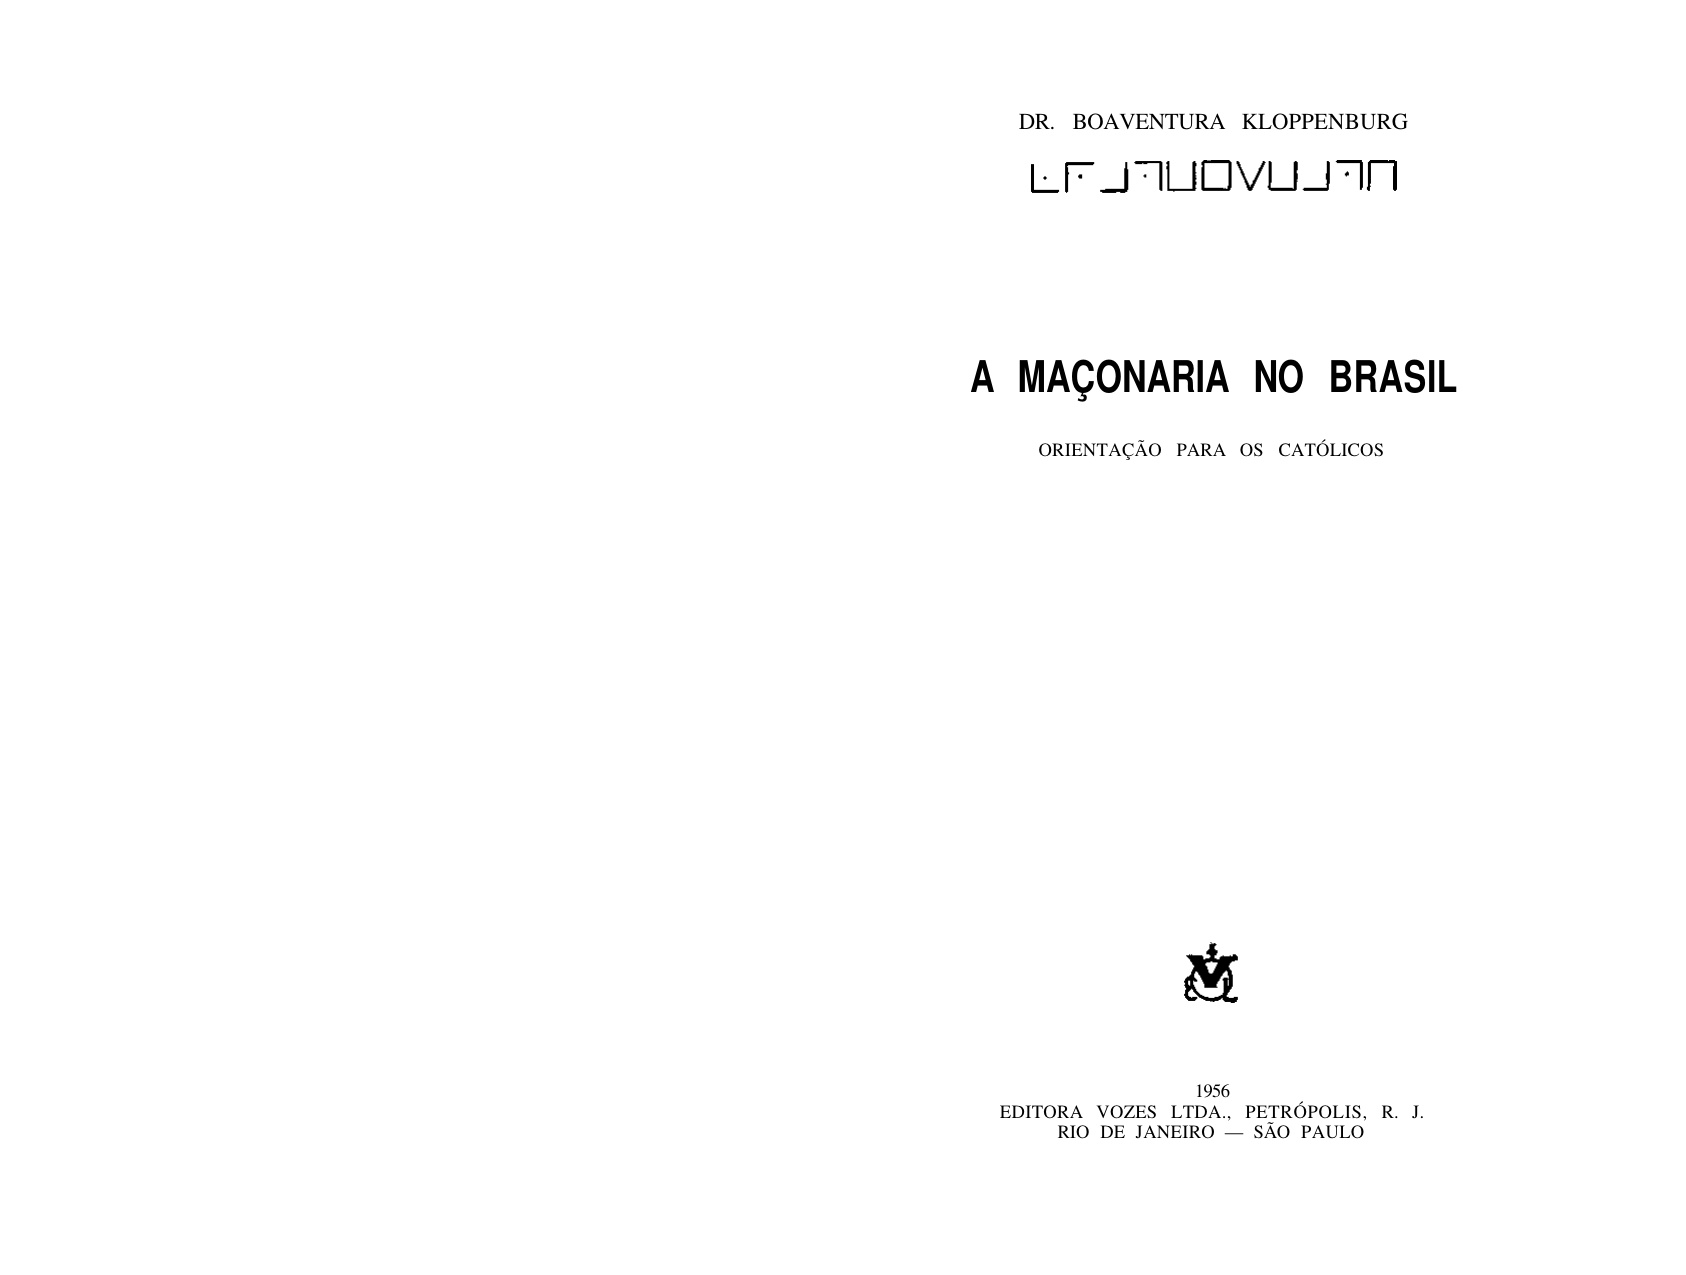 DR. BOAVENTURA KLOPPENBURG
A MAÇONARIA NO BRASIL
ORIENTAÇÃO PARA OS CATÓLICOS
1956
EDITORA VOZES LTDA., PETRÓPOLIS, R. J.
RIO DE JANEIRO — SÃO PAULO